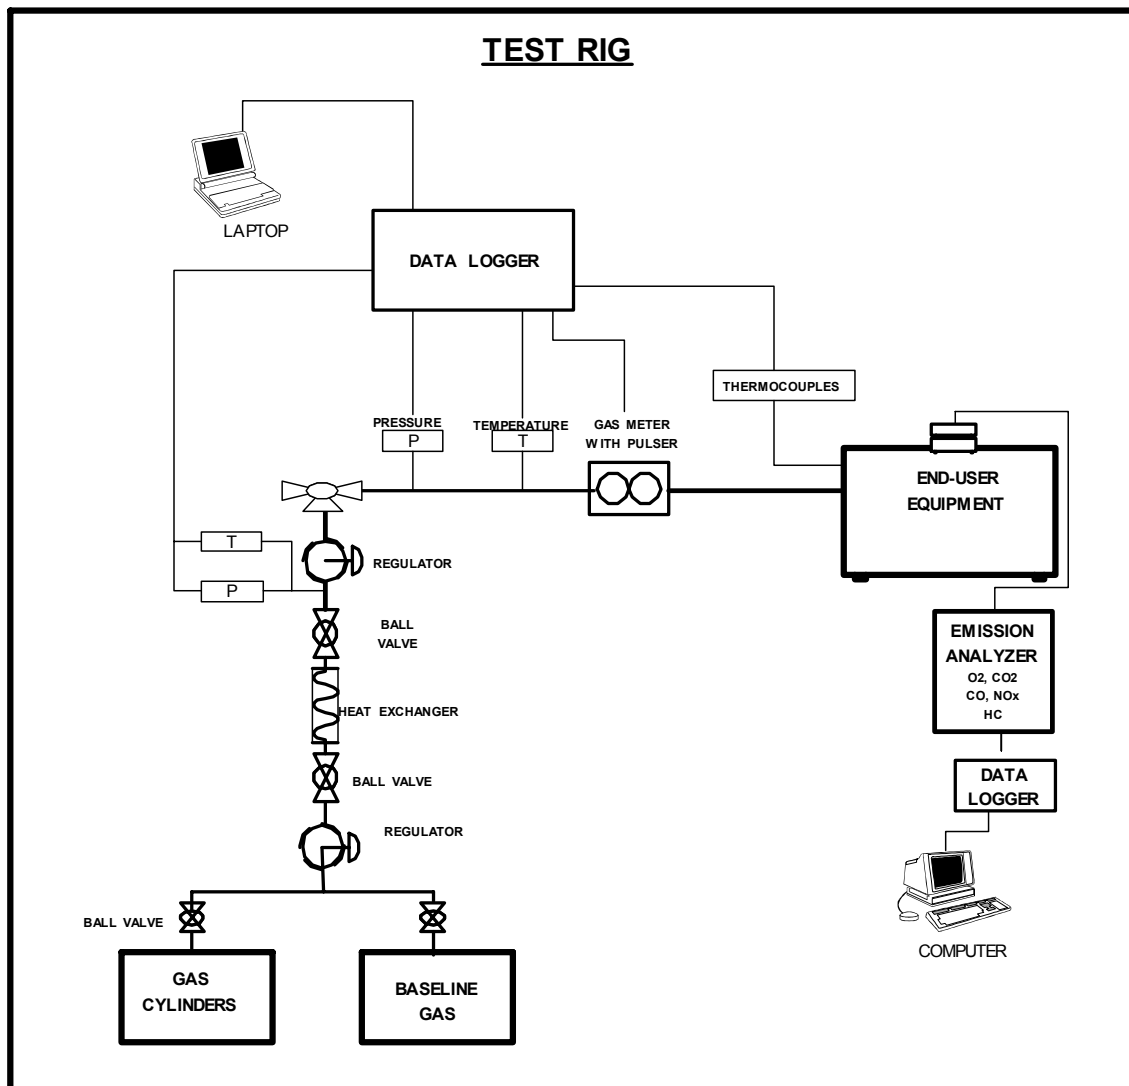 TEST RIG
LAPTOP
DATA LOGGER
THERMOCOUPLES
PRESSURE
P
TEMPERATURE
T
GAS METER
WITH PULSER
END-USER
EQUIPMENT
T
P
REGULATOR
BALL
VALVE
HEAT EXCHANGER
BALL VALVE
REGULATOR
EMISSION
ANALYZER
O2, CO2
CO, NOx
HC
DATA
LOGGER
COMPUTER
BALL VALVE
GAS
CYLINDERS
BASELINE
GAS